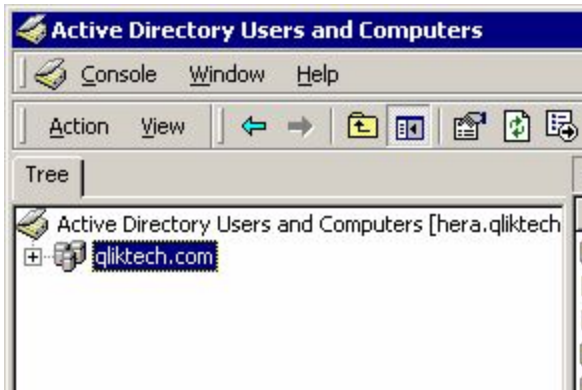 Active Directory Users and Computers
Console Window Help
Action View
Tree
Active Directory Users and Computers [hera.qliktech
qliktech.com